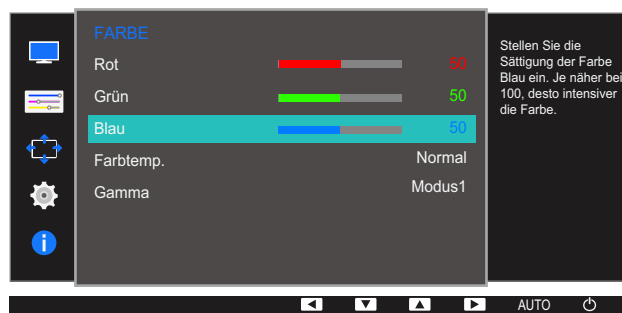 FARBE
Rot 50
Grün 50
Blau 50
Farbtemp. Normal
Gamma Modus1
Stellen Sie die
Sättigung der Farbe
Blau ein. Je näher bei
100, desto intensiver
die Farbe.
AUTO